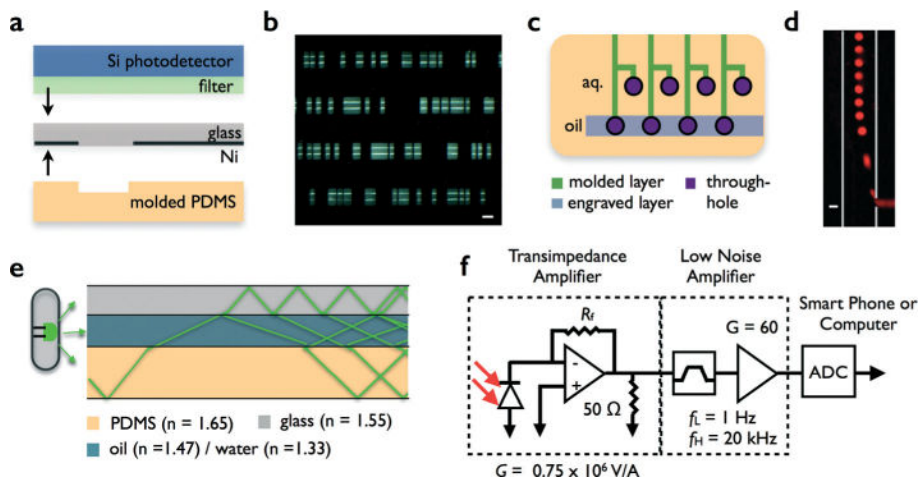 a
Si photodetector
filter
glass
Ni
molded PDMS
b
c
aq.
oil
molded layer
engraved layer
through-
hole
d
e
PDMS (n = 1.65)
glass (n = 1.55)
oil (n =1.47) / water (n =1.33)
f
Transimpedance
Amplifier
Low Noise
Amplifier
Smart Phone or
Computer
Rf
-
+
50 Ω
G = 60
ADC
fL = 1 Hz
fH = 20 kHz
G = 0.75 x 10⁶ V/A